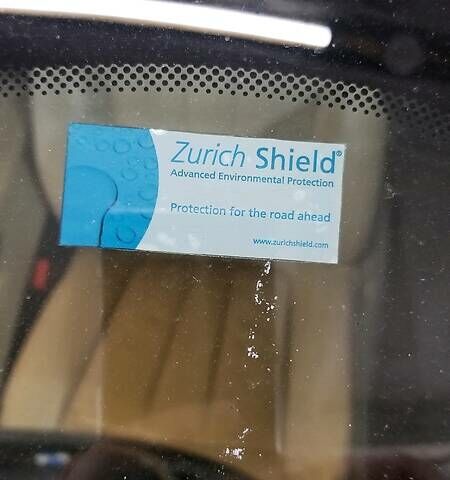 Zurich Shield®
Advanced Environmental Protection
Protection for the road ahead
www.zurichshield.com